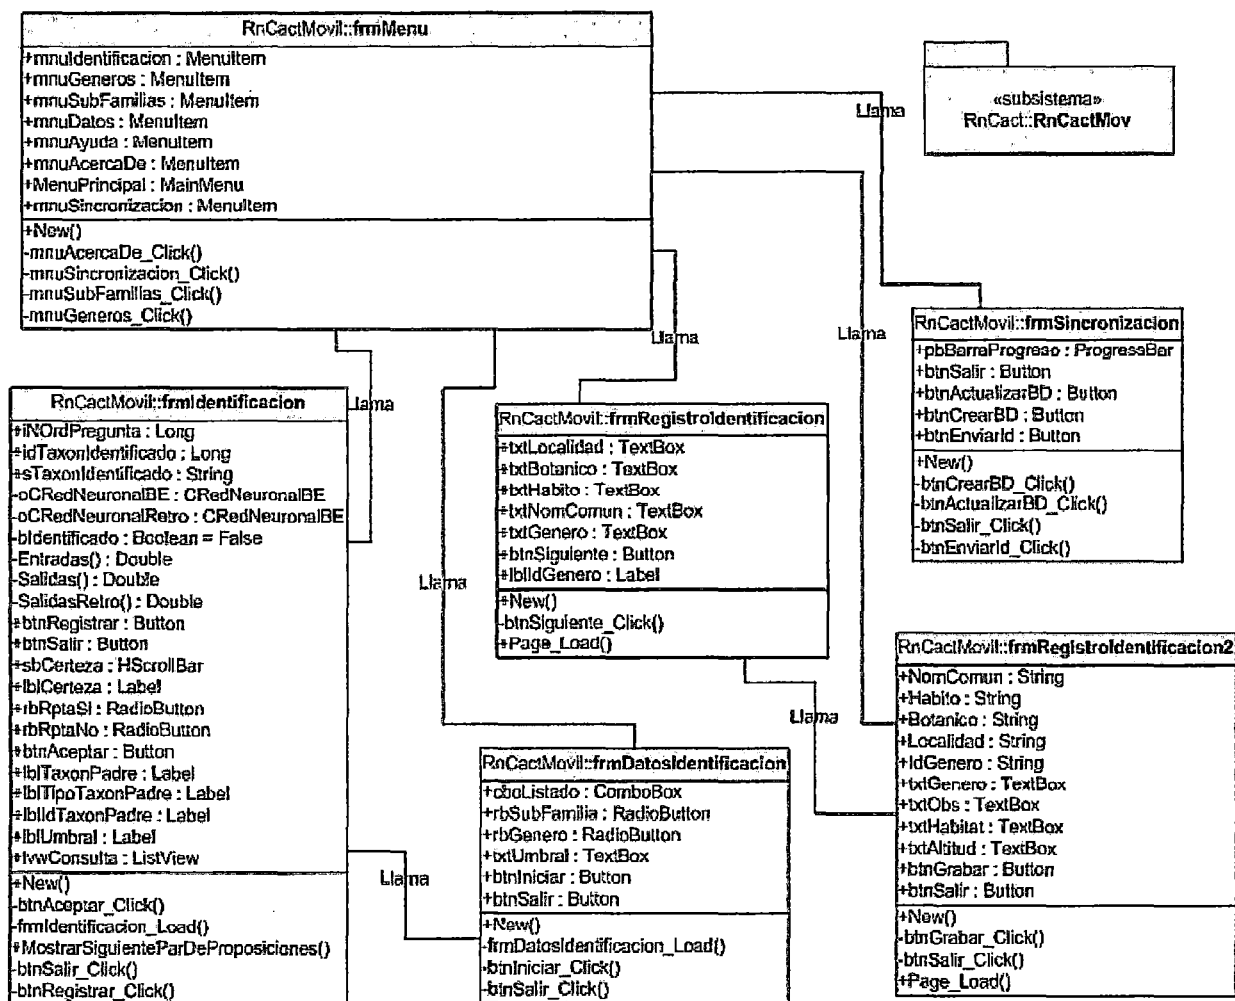 RnCactMovil::frmMenu
+mnuIdentificacion : MenuItem
+mnuGeneros : MenuItem
+mnuSubFamilias : MenuItem
+mnuDatos : MenuItem
+mnuAyuda : MenuItem
+mnuAcercaDe : MenuItem
+MenuPrincipal : MainMenu
+mnuSincronizacion : MenuItem
+New()
-mnuAcercaDe_Click()
-mnuSincronizacion_Click()
-mnuSubFamilias_Click()
-mnuGeneros_Click()
«subsistema»
RnCact::RnCactMov
Llama
Llama
Llama
Llama
Llama
Llama
Llama
RnCactMovil::frmSincronizacion
+pbBarraProgreso : ProgressBar
+btnSalir : Button
+btnActualizarBD : Button
+btnCrearBD : Button
+btnEnviarId : Button
+New()
-btnCrearBD_Click()
-btnActualizarBD_Click()
-btnSalir_Click()
-btnEnviarId_Click()
RnCactMovil::frmIdentificacion
+iNOrdPregunta : Long
+idTaxonIdentificado : Long
+sTaxonIdentificado : String
-oCRedNeuronalBE : CRedNeuronalBE
-oCRedNeuronalRetro : CRedNeuronalBE
-bIdentificado : Boolean = False
-Entradas() : Double
-Salidas() : Double
-SalidasRetro() : Double
+btnRegistrar : Button
+btnSalir : Button
+sbCerteza : HScrollBar
+lblCerteza : Label
+rbRptaSI : RadioButton
+rbRptaNo : RadioButton
+btnAceptar : Button
+lblTaxonPadre : Label
+lblTipoTaxonPadre : Label
+lblIdTaxonPadre : Label
+lblUmbral : Label
+lvwConsulta : ListView
+New()
-btnAceptar_Click()
-frmIdentificacion_Load()
+MostrarSiguienteParDeProposiciones()
-btnSalir_Click()
-btnRegistrar_Click()
RnCactMovil::frmRegistroIdentificacion
+txtLocalidad : TextBox
+txtBotanico : TextBox
+txtHabito : TextBox
+txtNomComun : TextBox
+txtGenero : TextBox
+btnSiguiente : Button
+lblIdGenero : Label
+New()
-btnSiguiente_Click()
+Page_Load()
RnCactMovil::frmDatosIdentificacion
+cboListado : ComboBox
+rbSubFamilia : RadioButton
+rbGenero : RadioButton
+txtUmbral : TextBox
+btnIniciar : Button
+btnSalir : Button
+New()
-frmDatosIdentificacion_Load()
-btnIniciar_Click()
-btnSalir_Click()
RnCactMovil::frmRegistroIdentificacion2
+NomComun : String
+Habito : String
+Botanico : String
+Localidad : String
+IdGenero : String
+txtGenero : TextBox
+txtObs : TextBox
+txtHabitat : TextBox
+txtAltitud : TextBox
+btnGrabar : Button
+btnSalir : Button
+New()
-btnGrabar_Click()
-btnSalir_Click()
+Page_Load()